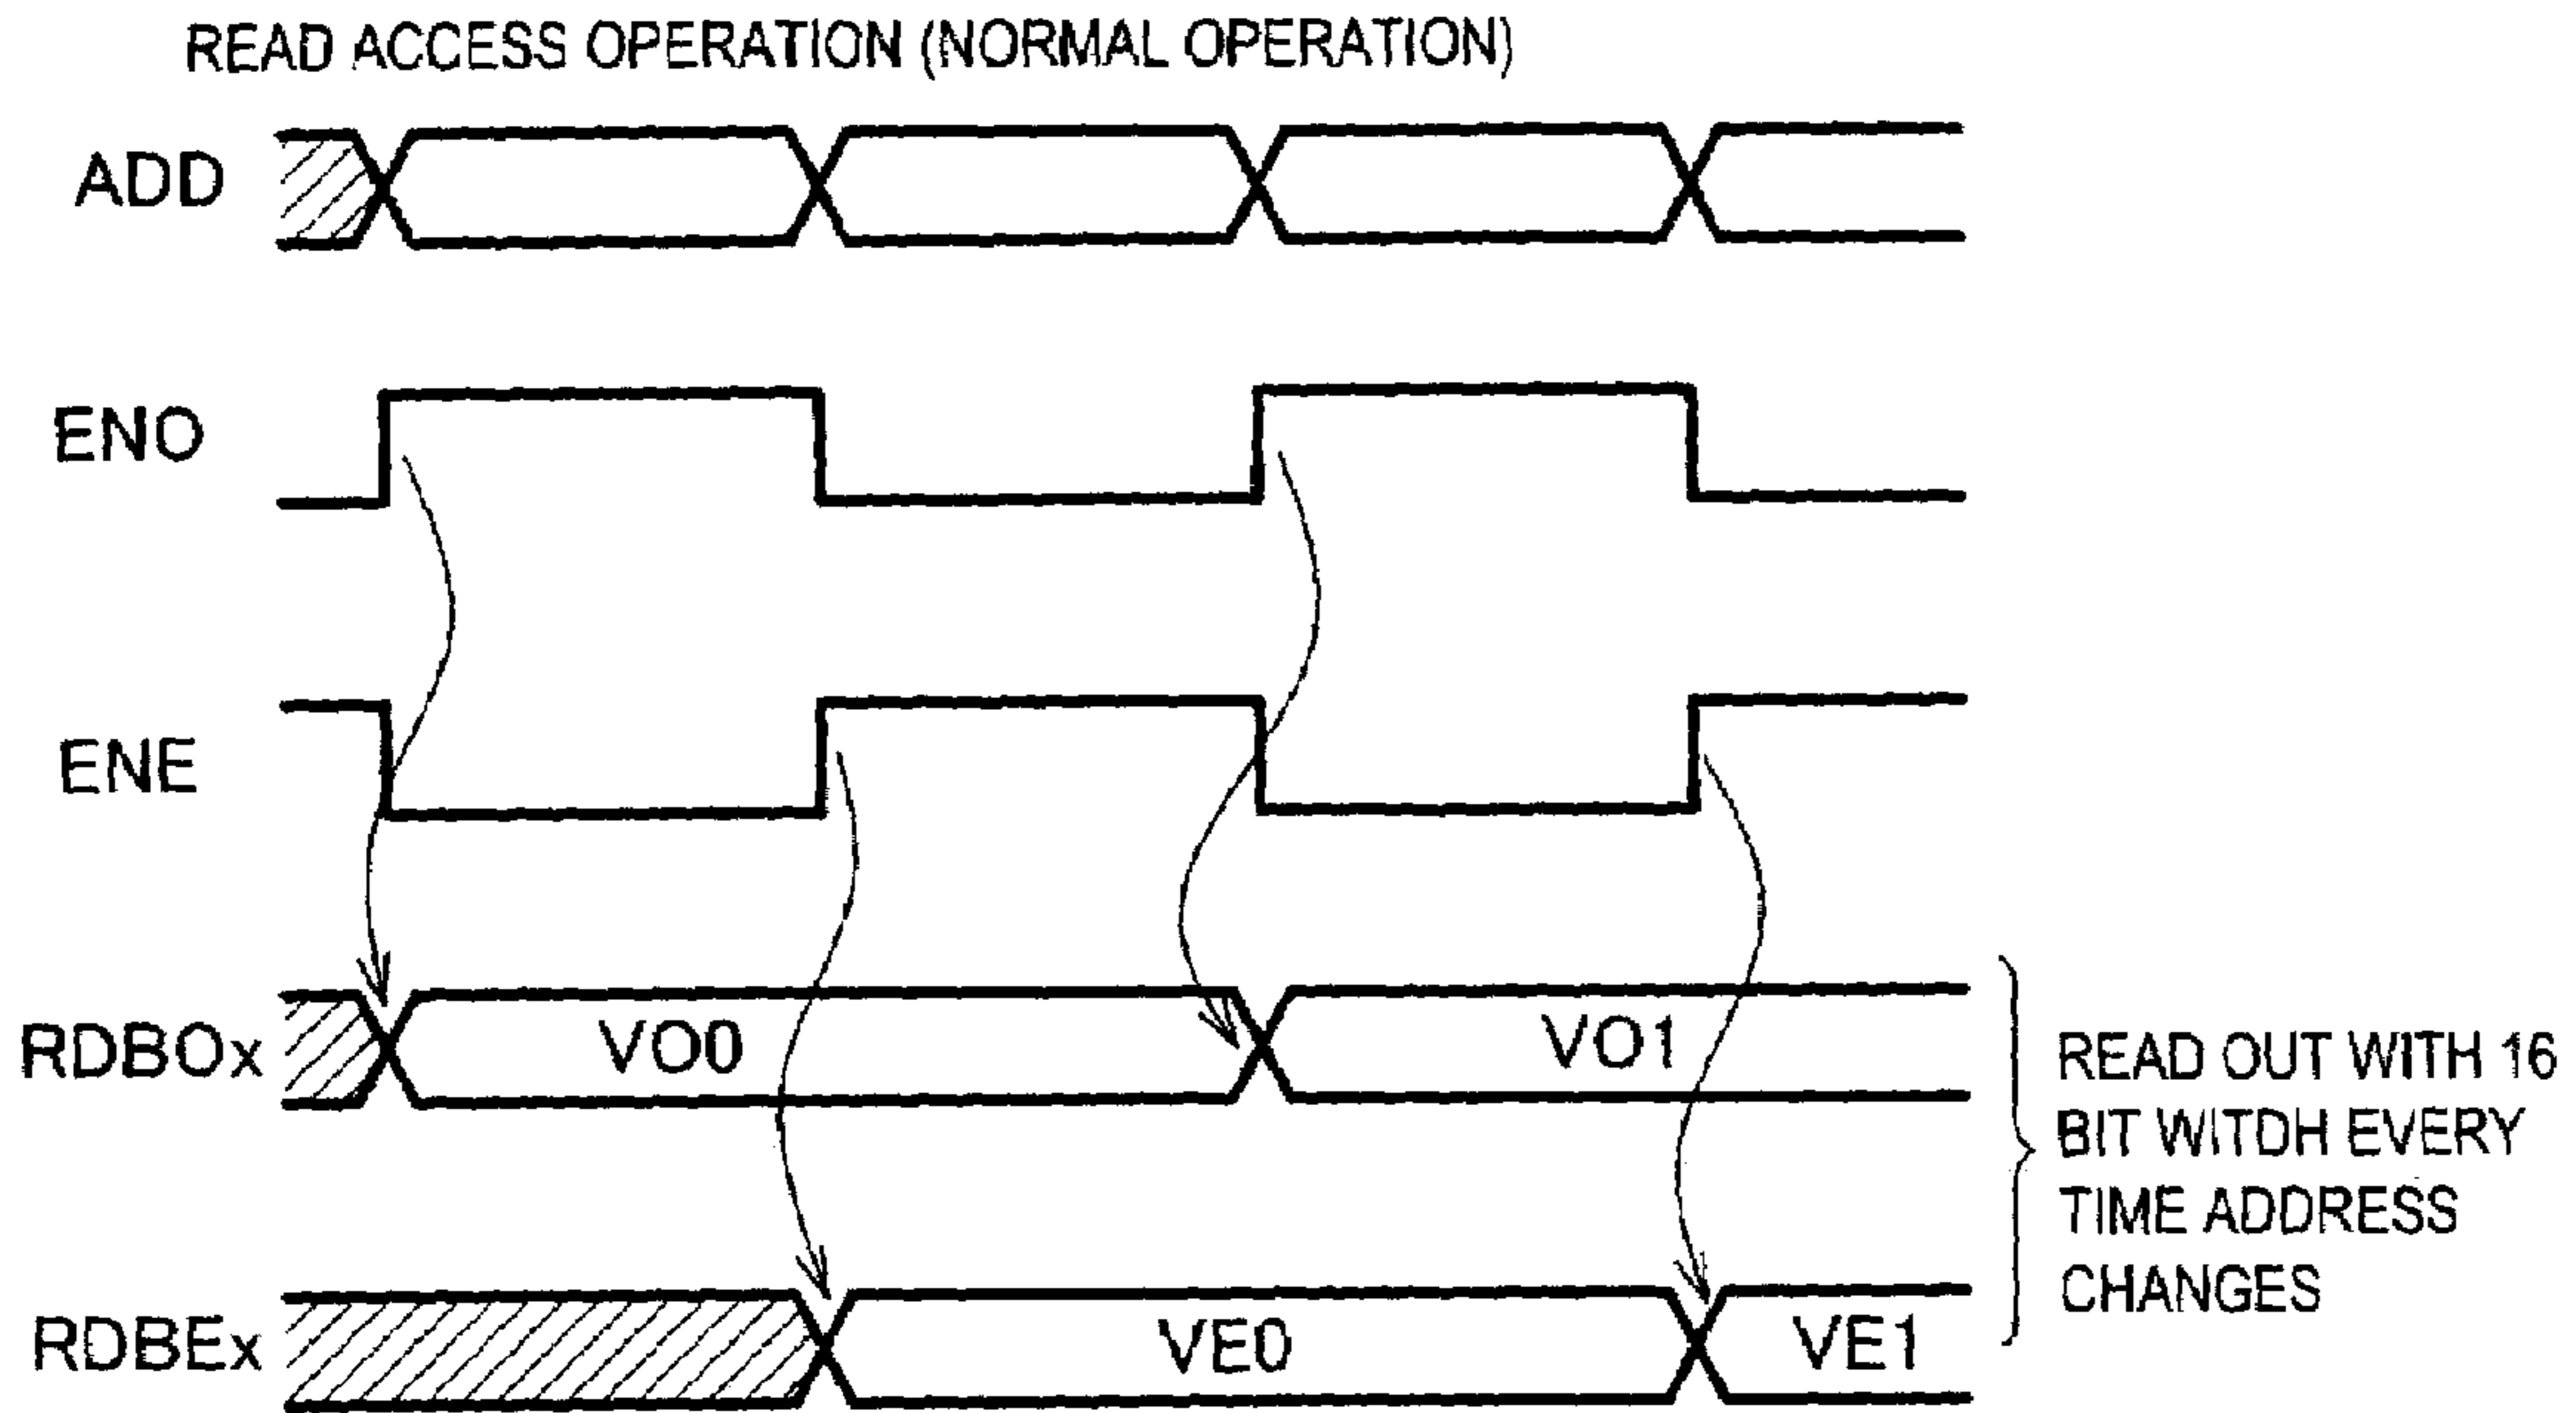 READ ACCESS OPERATION (NORMAL OPERATION)
ADD
ENO
ENE
RDBOx
VO0
VO1
READ OUT WITH 16
BIT WITDH EVERY
TIME ADDRESS
CHANGES
RDBEx
VE0
VE1